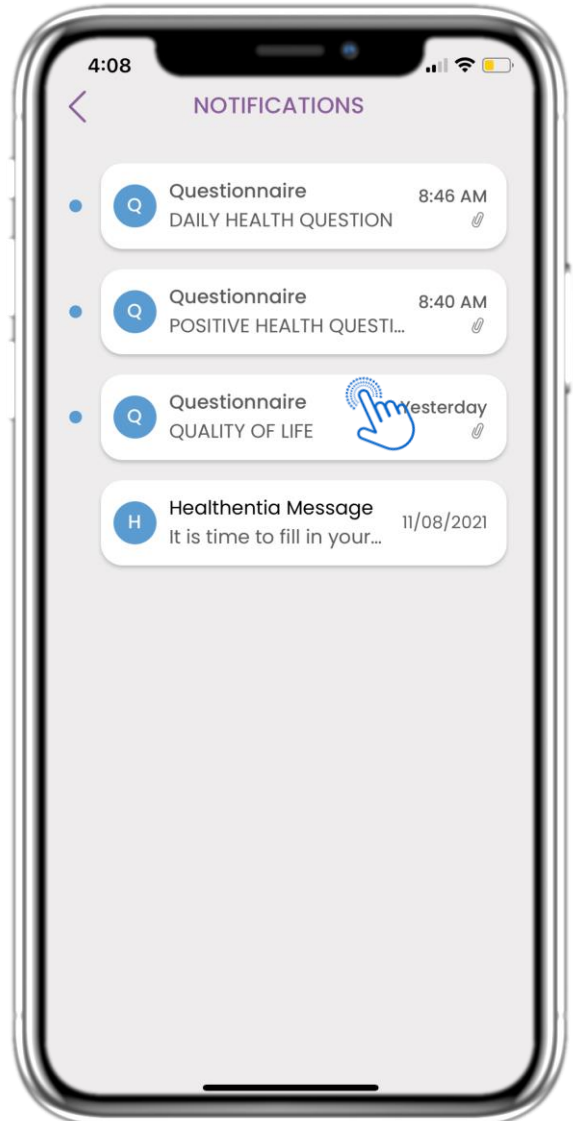 4:08
NOTIFICATIONS
Q
Questionnaire
8:46 AM
DAILY HEALTH QUESTION
Q
Questionnaire
8:40 AM
POSITIVE HEALTH QUESTI...
Q
Questionnaire
Yesterday
QUALITY OF LIFE
H
Healthentia Message
11/08/2021
It is time to fill in your...